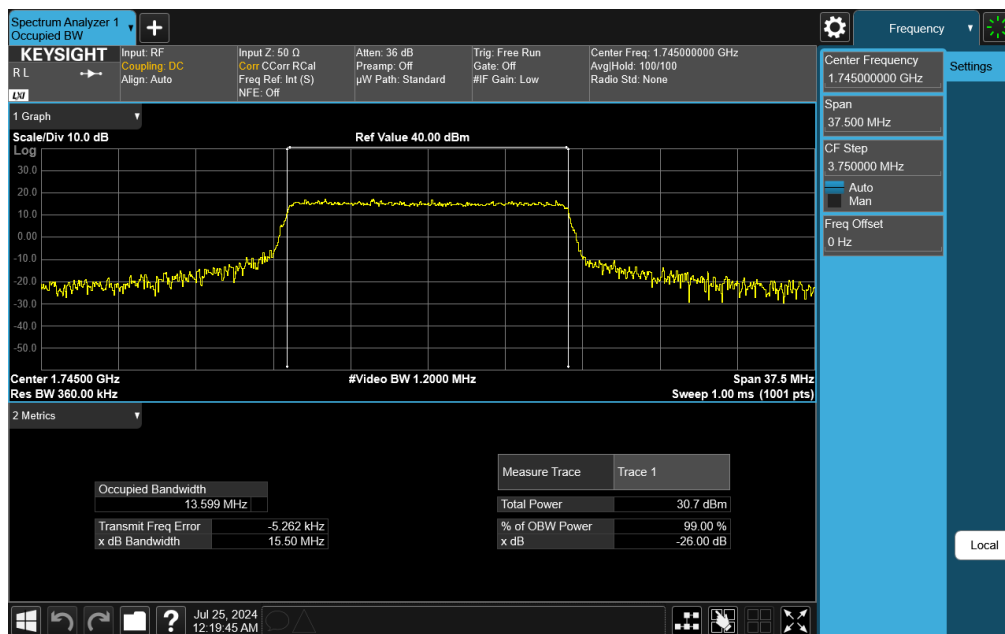 Spectrum Analyzer 1
Occupied BW
Frequency
KEYSIGHT
R L
LXI
Input: RF
Coupling: DC
Align: Auto
Input Z: 50 Ω
Corr CCorr RCal
Freq Ref: Int (S)
NFE: Off
Atten: 36 dB
Preamp: Off
µW Path: Standard
Trig: Free Run
Gate: Off
#IF Gain: Low
Center Freq: 1.745000000 GHz
Avg|Hold: 100/100
Radio Std: None
Center Frequency
1.745000000 GHz
Settings
Span
37.500 MHz
CF Step
3.750000 MHz
Auto
Man
Freq Offset
0 Hz
1 Graph
Scale/Div 10.0 dB
Ref Value 40.00 dBm
Log
30.0
20.0
10.0
0.00
-10.0
-20.0
-30.0
-40.0
-50.0
Center 1.74500 GHz
#Video BW 1.2000 MHz
Span 37.5 MHz
Res BW 360.00 kHz
Sweep 1.00 ms (1001 pts)
2 Metrics
Measure Trace Trace 1
Occupied Bandwidth
13.599 MHz
Total Power 30.7 dBm
Transmit Freq Error -5.262 kHz
% of OBW Power 99.00 %
x dB Bandwidth 15.50 MHz
x dB -26.00 dB
Local
?
Jul 25, 2024
12:19:45 AM